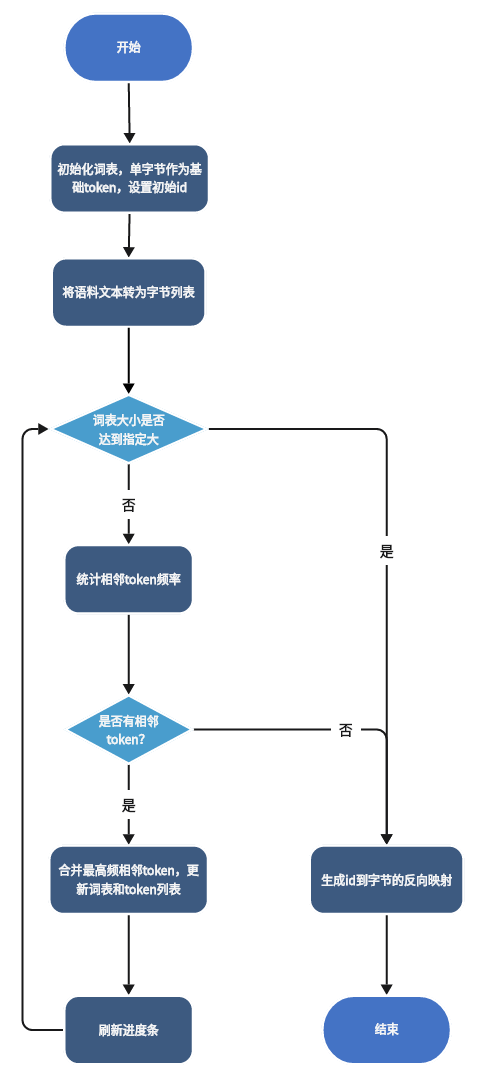 开始
初始化词表，单字节作为基
础token，设置初始id
将语料文本转为字节列表
词表大小是否
达到指定大
否
是
统计相邻token频率
是否有相邻
token?
否
是
合并最高频相邻token，更
新词表和token列表
生成id到字节的反向映射
刷新进度条
结束